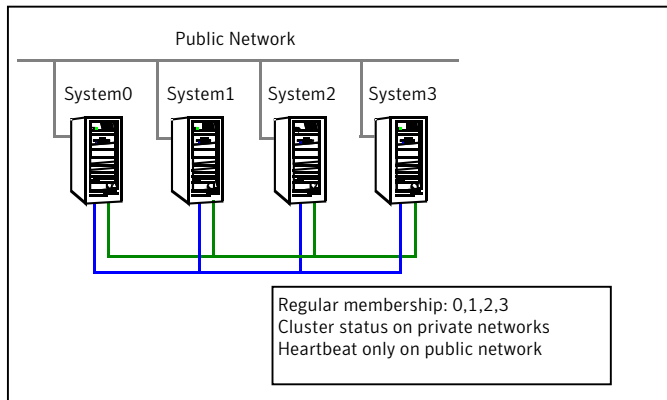 Public Network
System0
System1
System2
System3
Regular membership: 0,1,2,3
Cluster status on private networks
Heartbeat only on public network